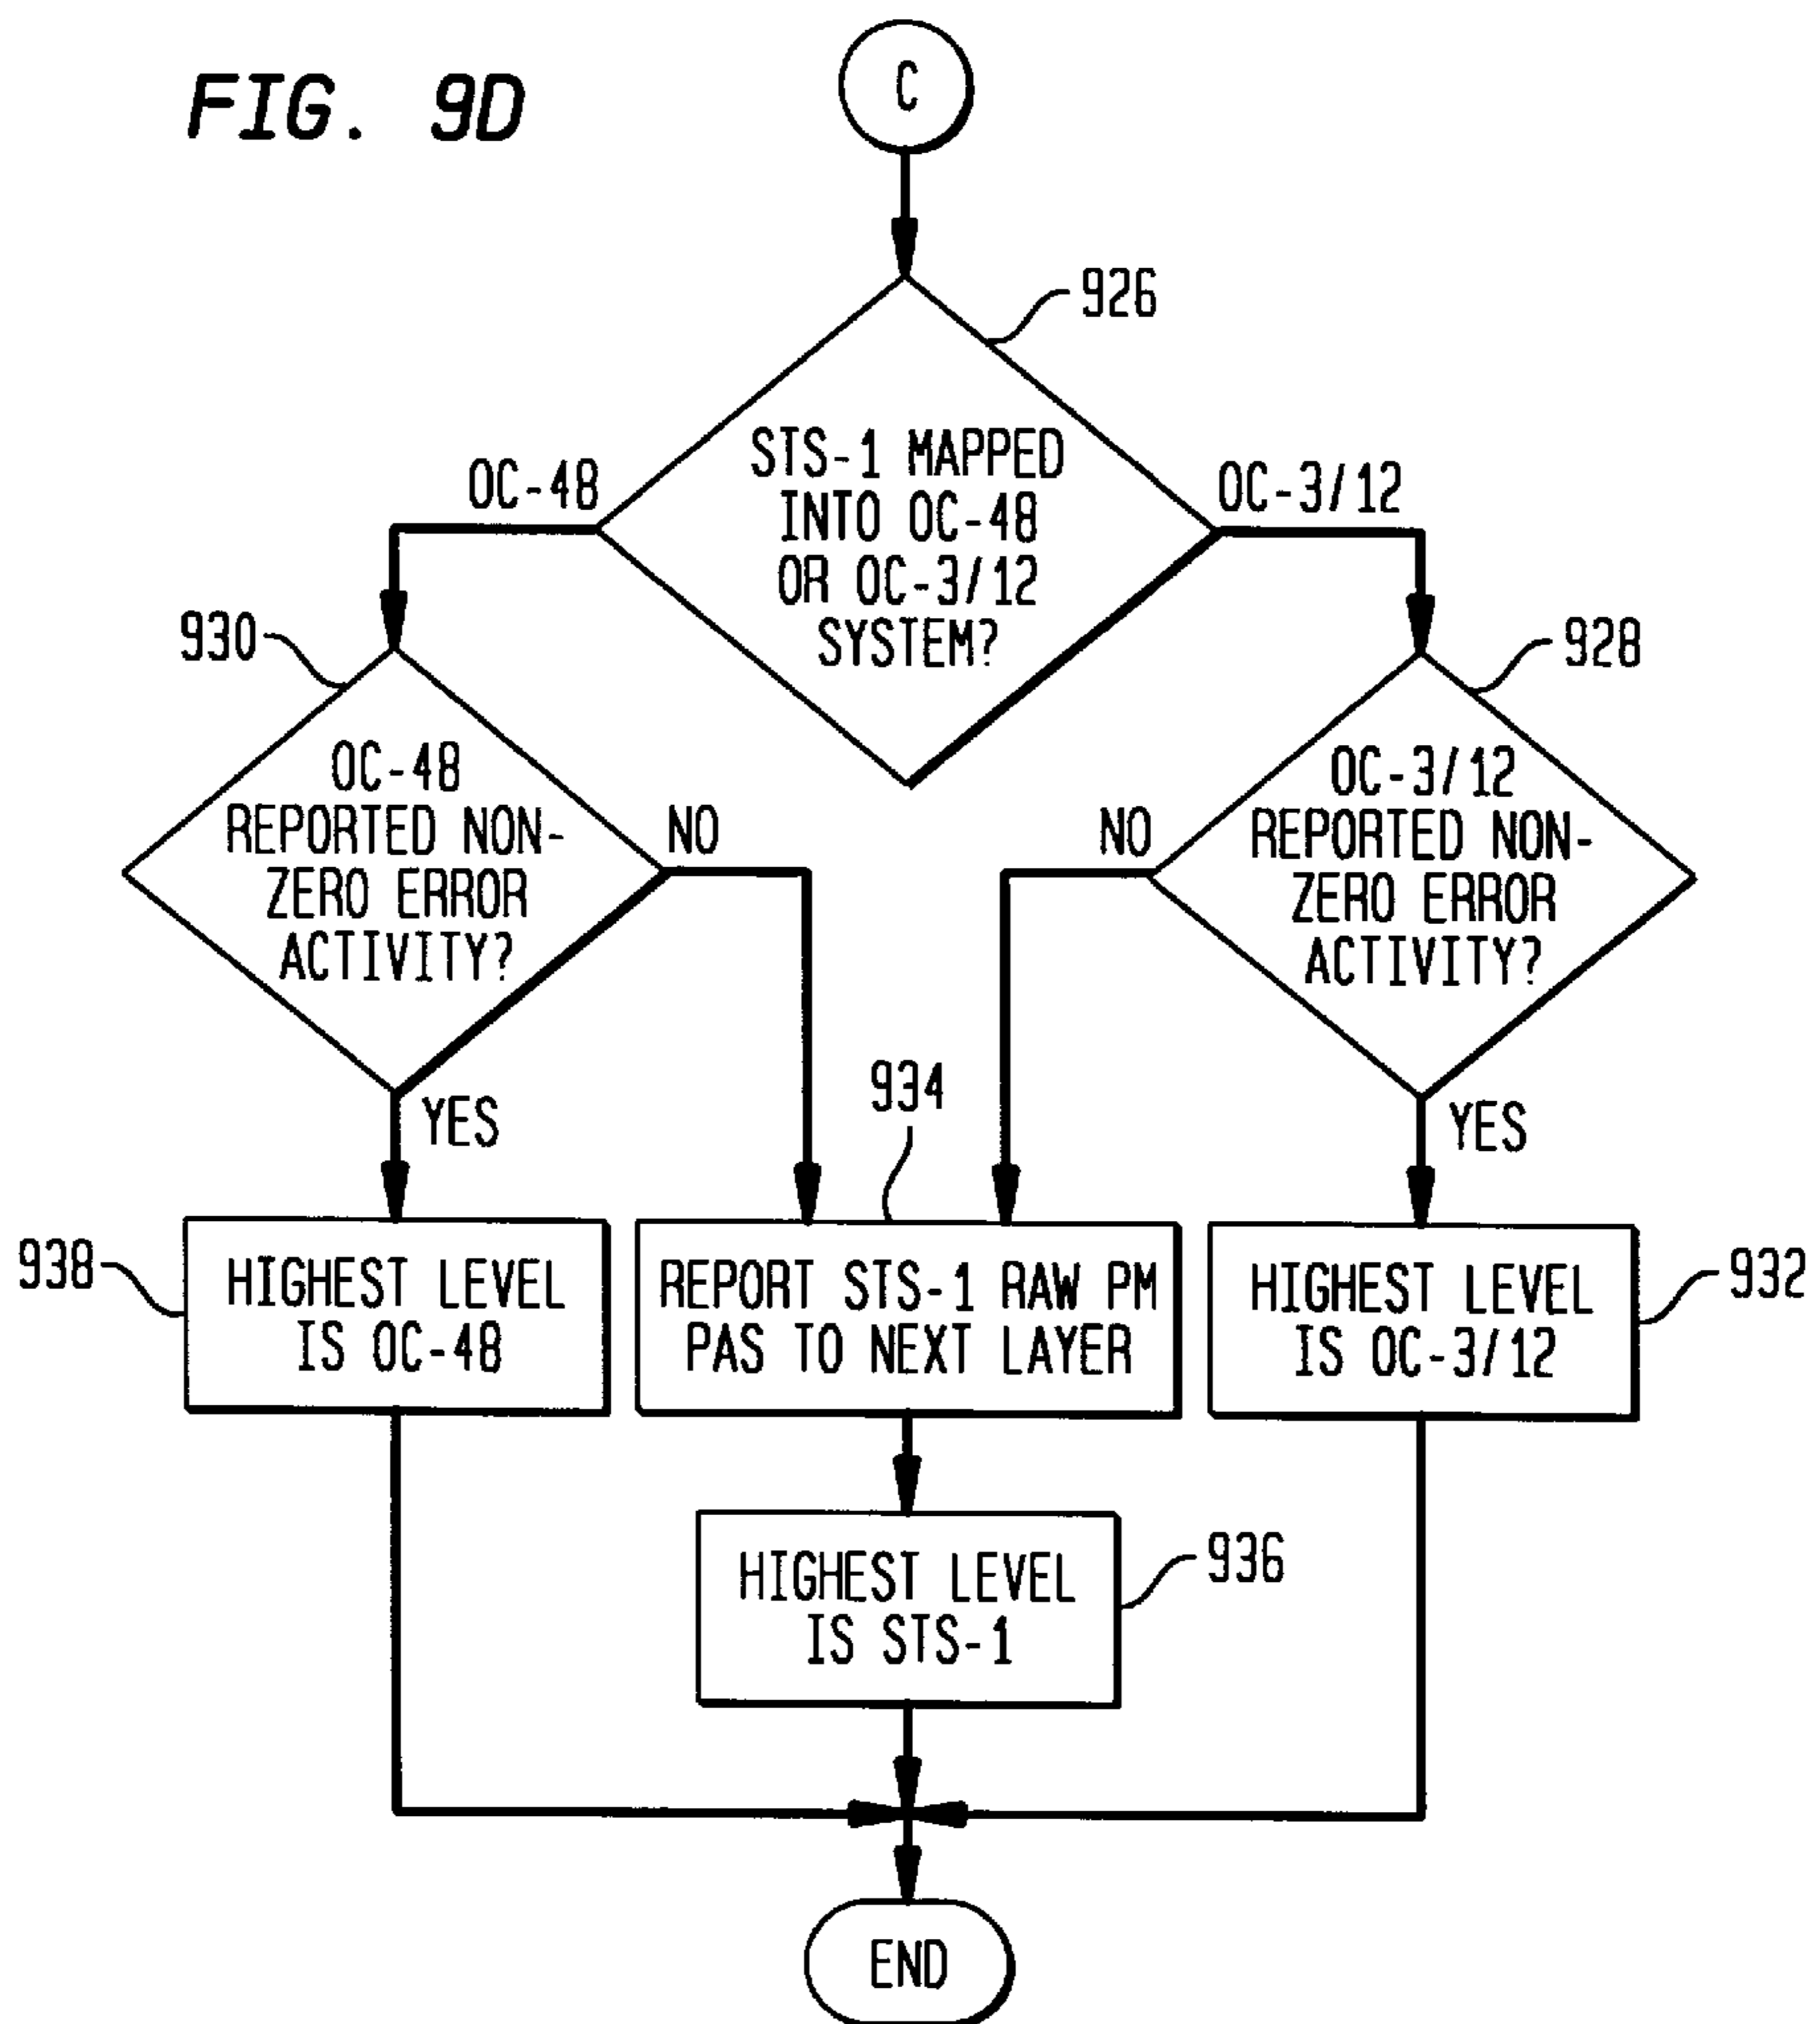 FIG. 9D
C
926
STS-1 MAPPED
INTO OC-48
OR OC-3/12
SYSTEM?
OC-48
OC-3/12
930
928
OC-48
REPORTED NON-
ZERO ERROR
ACTIVITY?
NO
YES
OC-3/12
REPORTED NON-
ZERO ERROR
ACTIVITY?
NO
YES
934
938
HIGHEST LEVEL
IS OC-48
REPORT STS-1 RAW PM
PAS TO NEXT LAYER
HIGHEST LEVEL
IS OC-3/12
932
HIGHEST LEVEL
IS STS-1
936
END